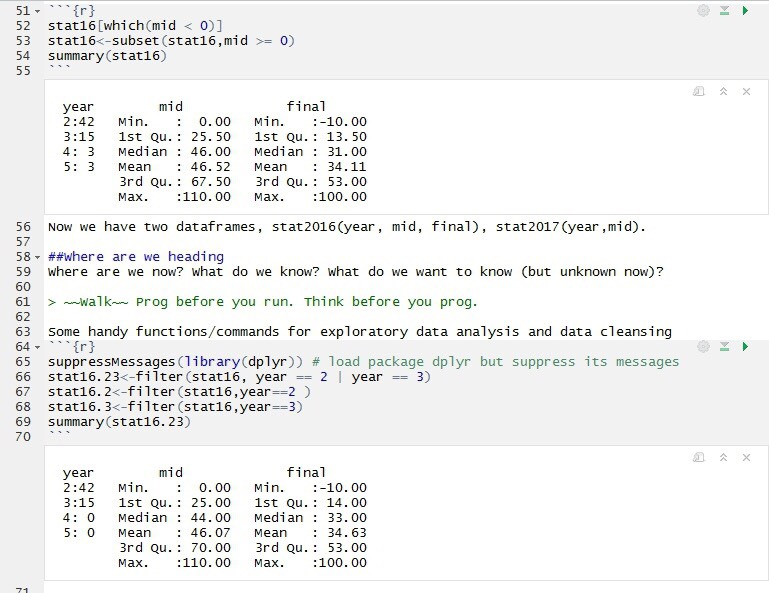 51 ```{r}
52 stat16[which(mid < 0)]
53 stat16<-subset(stat16,mid >= 0)
54 summary(stat16)
55 ```
year mid final
2:42 Min. : 0.00 Min. :-10.00
3:15 1st Qu.: 25.50 1st Qu.: 13.50
4: 3 Median : 46.00 Median : 31.00
5: 3 Mean : 46.52 Mean : 34.11
3rd Qu.: 67.50 3rd Qu.: 53.00
Max. :110.00 Max. :100.00
56 Now we have two dataframes, stat2016(year, mid, final), stat2017(year,mid).
57
58 ##Where are we heading
59 Where are we now? What do we know? What do we want to know (but unknown now)?
60
61 > ~~Walk~~ Prog before you run. Think before you prog.
62
63 Some handy functions/commands for exploratory data analysis and data cleansing
64 ```{r}
65 suppressMessages(library(dplyr)) # load package dplyr but suppress its messages
66 stat16.23<-filter(stat16, year == 2 | year == 3)
67 stat16.2<-filter(stat16,year==2 )
68 stat16.3<-filter(stat16,year==3)
69 summary(stat16.23)
70 ```
year mid final
2:42 Min. : 0.00 Min. :-10.00
3:15 1st Qu.: 25.00 1st Qu.: 14.00
4: 0 Median : 44.00 Median : 33.00
5: 0 Mean : 46.07 Mean : 34.63
3rd Qu.: 70.00 3rd Qu.: 53.00
Max. :110.00 Max. :100.00
71